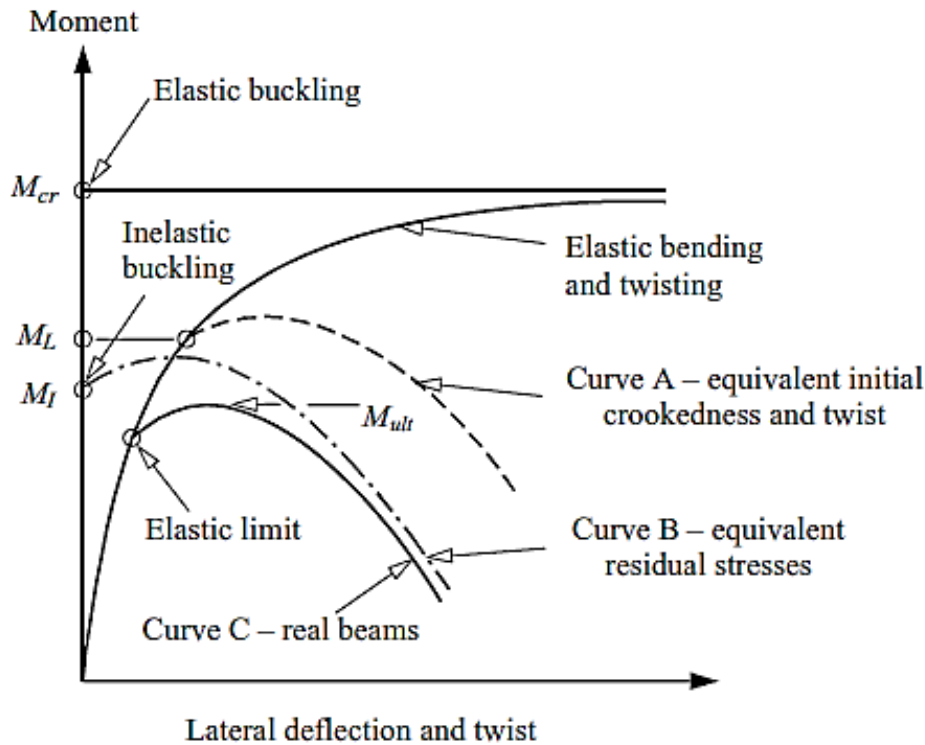 Moment
Elastic buckling
M_cr
Inelastic
buckling
Elastic bending
and twisting
M_L
M_I
Curve A – equivalent initial
crookedness and twist
M_ult
Elastic limit
Curve B – equivalent
residual stresses
Curve C – real beams
Lateral deflection and twist